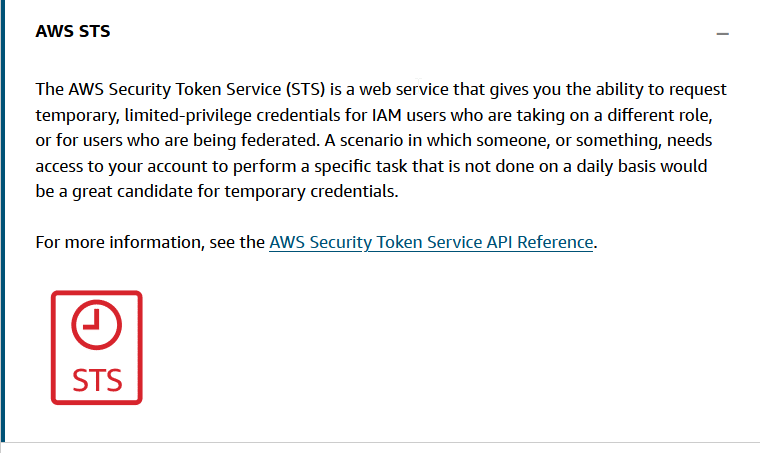 AWS STS
The AWS Security Token Service (STS) is a web service that gives you the ability to request
temporary, limited-privilege credentials for IAM users who are taking on a different role,
or for users who are being federated. A scenario in which someone, or something, needs
access to your account to perform a specific task that is not done on a daily basis would
be a great candidate for temporary credentials.
For more information, see the AWS Security Token Service API Reference.
STS